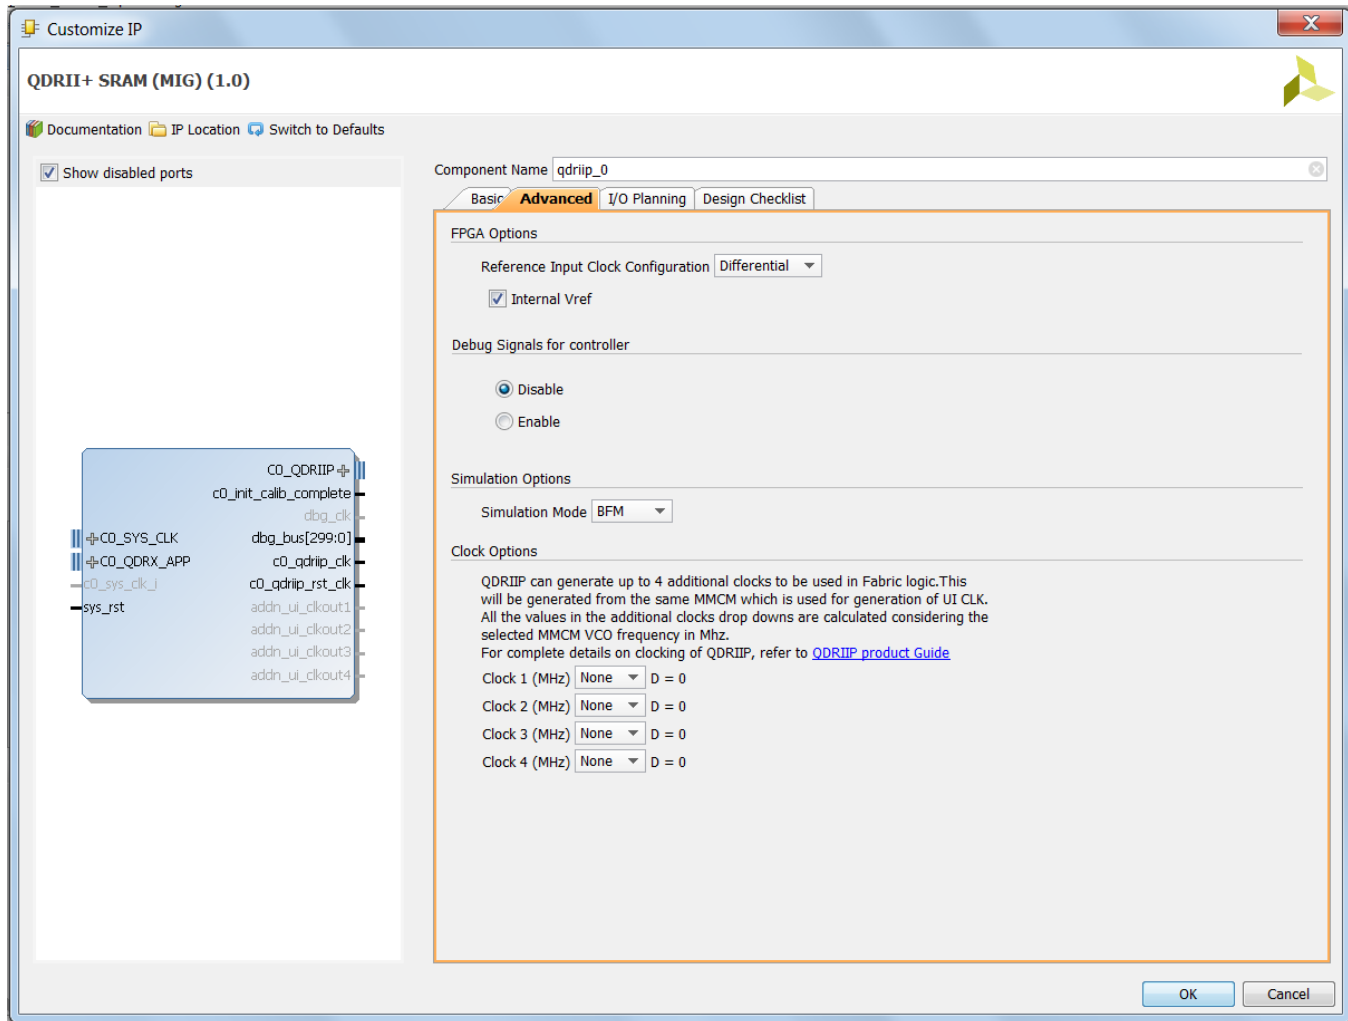 Customize IP
QDRII+ SRAM (MIG) (1.0)
Documentation IP Location Switch to Defaults
Show disabled ports
C0_QDRIIP
c0_init_calib_complete
dbg_clk
C0_SYS_CLK dbg_bus[299:0]
C0_QDRX_APP c0_qdriip_clk
c0_sys_clk_i c0_qdriip_rst_clk
sys_rst addn_ui_clkout1
addn_ui_clkout2
addn_ui_clkout3
addn_ui_clkout4
Component Name qdriip_0
Basic Advanced I/O Planning Design Checklist
FPGA Options
Reference Input Clock Configuration Differential
Internal Vref
Debug Signals for controller
Disable
Enable
Simulation Options
Simulation Mode BFM
Clock Options
QDRIIP can generate up to 4 additional clocks to be used in Fabric logic.This
will be generated from the same MMCM which is used for generation of UI CLK.
All the values in the additional clocks drop downs are calculated considering the
selected MMCM VCO frequency in Mhz.
For complete details on clocking of QDRIIP, refer to QDRIIP product Guide
Clock 1 (MHz) None D = 0
Clock 2 (MHz) None D = 0
Clock 3 (MHz) None D = 0
Clock 4 (MHz) None D = 0
OK Cancel